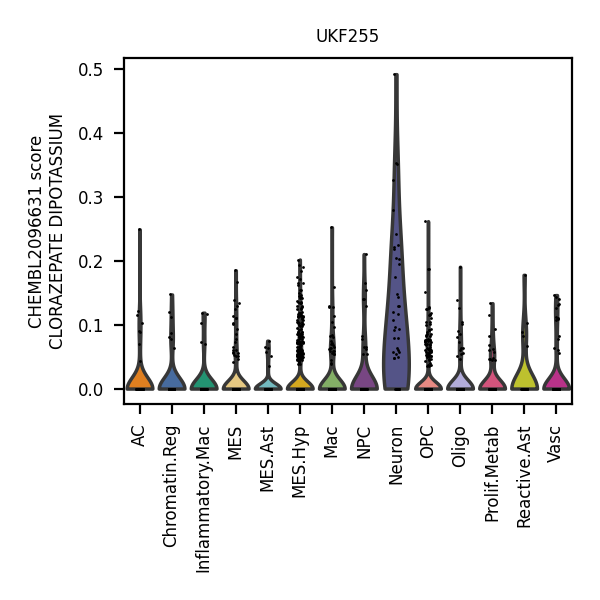 UKF255
CHEMBL2096631 score
CLORAZEPATE DIPOTASSIUM
0.5
0.4
0.3
0.2
0.1
0.0
AC
Chromatin.Reg
Inflammatory.Mac
MES
MES.Ast
MES.Hyp
Mac
NPC
Neuron
OPC
Oligo
Prolif.Metab
Reactive.Ast
Vasc